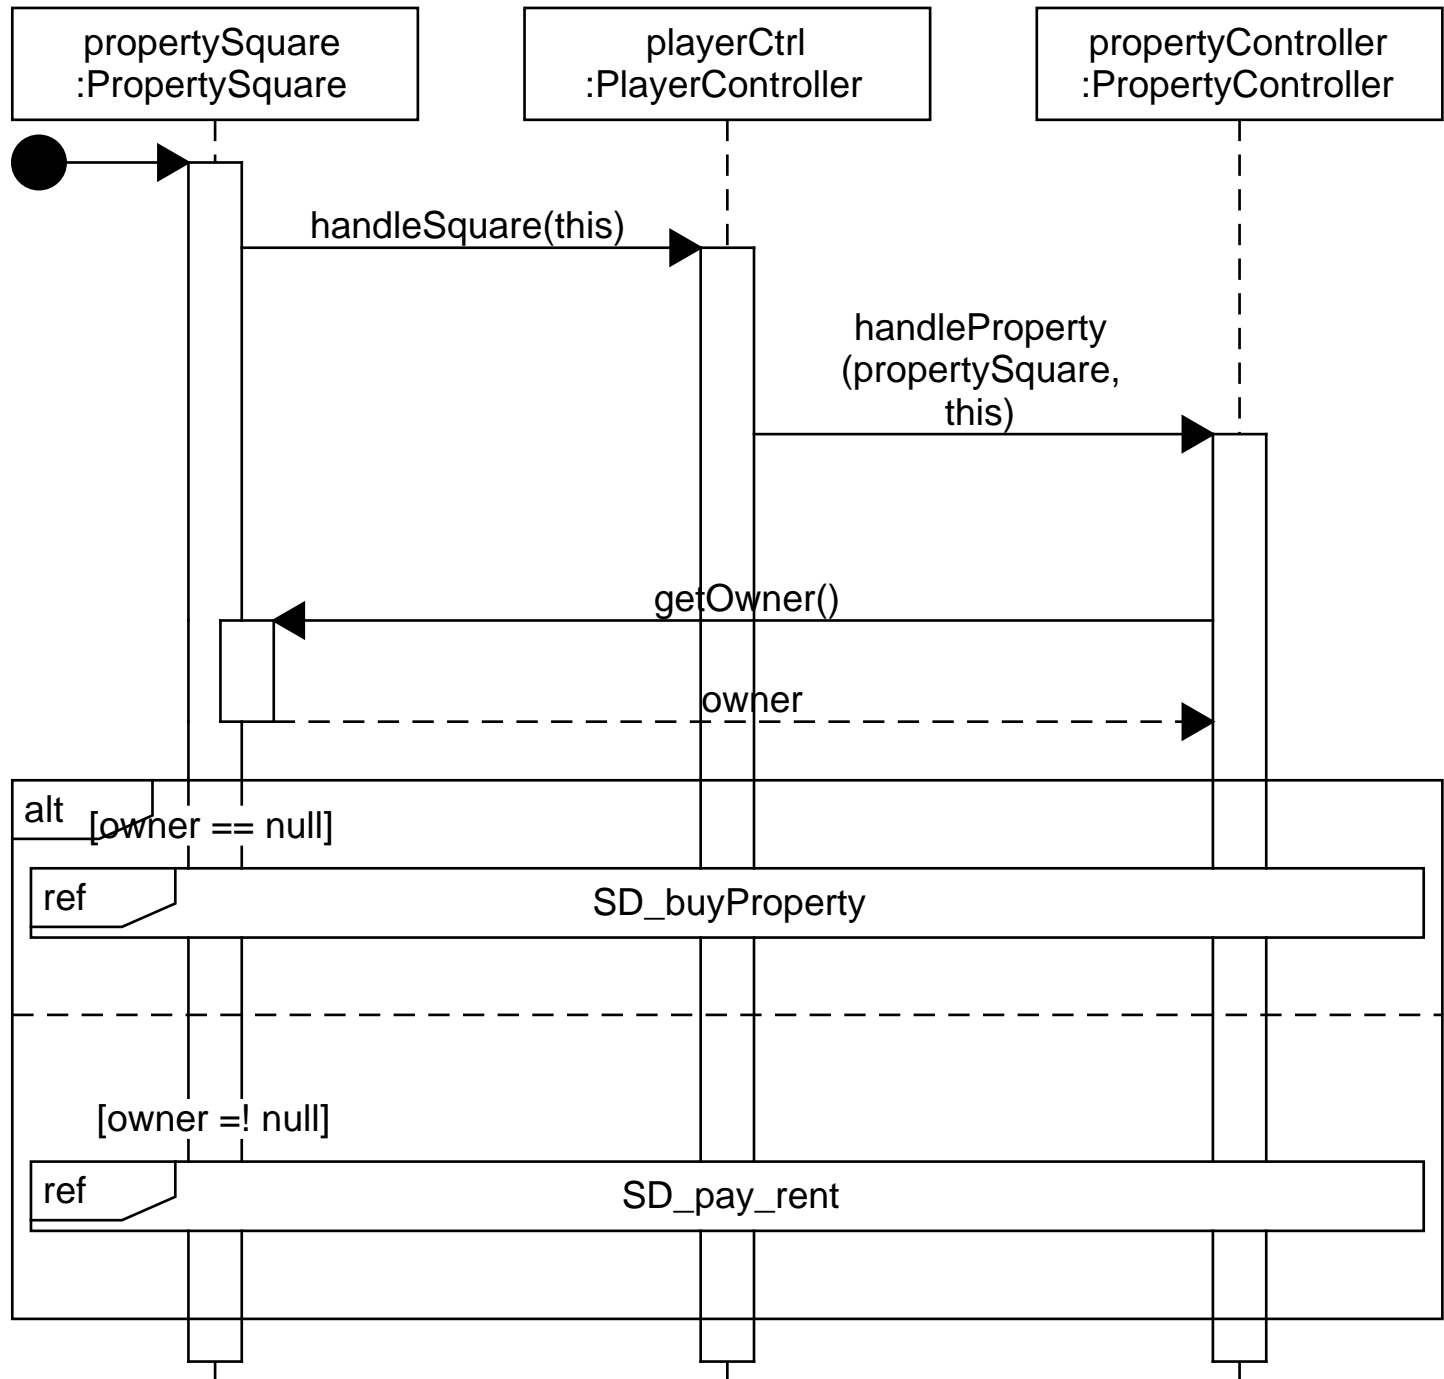 propertySquare
:PropertySquare
playerCtrl
:PlayerController
propertyController
:PropertyController
handleSquare(this)
handleProperty
(propertySquare,
this)
getOwner()
owner
alt
[owner == null]
ref
SD_buyProperty
[owner =! null]
ref
SD_pay_rent